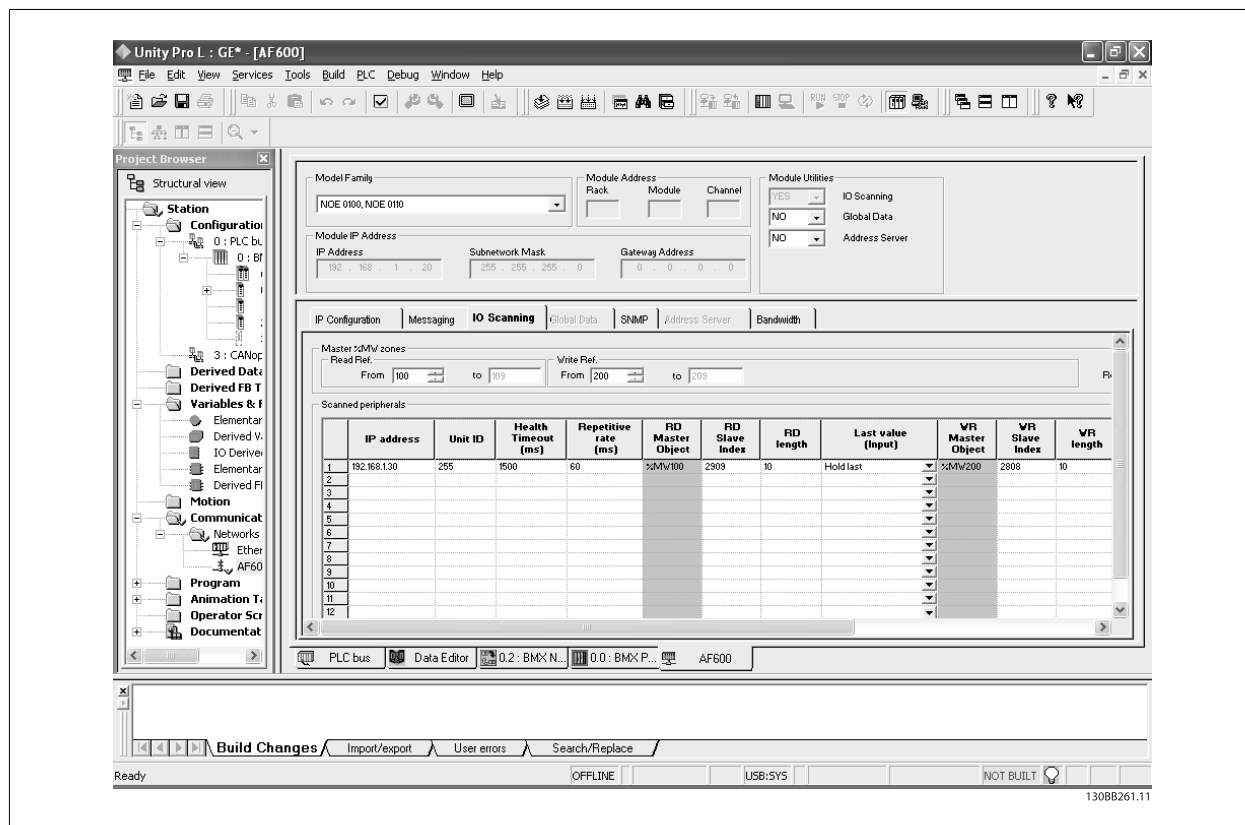 Unity Pro L : GE* - [AF600]
File Edit View Services Tools Build PLC Debug Window Help
RUN STOP
Project Browser
Structural view
Station
Configuration
0 : PLC bu
0 : BI
3 : CANop
Derived Data
Derived FB T
Variables & F
Elementar
Derived V
IO Derive
Elementar
Derived Fl
Motion
Communicat
Networks
Ether
AF60
Program
Animation Ta
Operator Scr
Documentat
Model Family
NOE 0100, NOE 0110
Module Address
Rack Module Channel
Module Utilities
YES IO Scanning
NO Global Data
NO Address Server
Module IP Address
IP Address Subnetwork Mask Gateway Address
192 . 168 . 1 . 20 255 . 255 . 255 . 0 0 . 0 . 0 . 0
IP Configuration Messaging IO Scanning Global Data SNMP Address Server Bandwidth
Master %MW zones
Read Ref. Write Ref.
From 100 to 109 From 200 to 209 R
Scanned peripherals
IP address Unit ID Health Timeout (ms) Repetitive rate (ms) RD Master Object RD Slave Index RD length Last value (Input) WR Master Object WR Slave Index WR length
1 192.168.1.30 255 1500 60 %MW100 2909 10 Hold last %MW200 2808 10
2
3
4
5
6
7
8
9
10
11
12
PLC bus Data Editor 0.2 : BMX N... 0.0 : BMX P... AF600
Build Changes Import/export User errors Search/Replace
Ready OFFLINE USB:SYS NOT BUILT
130BB261.11